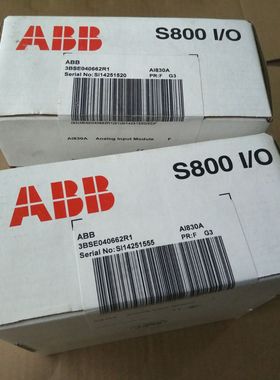 ABB
S800 I/O
ABB
3BSE040662R1
Serial No: SI14251520
AI830A
PR:F G3
AI830A Analog Input Module F
ABB
S800 I/O
ABB
3BSE040662R1
Serial No: SI14251555
AI830A
PR:F G3